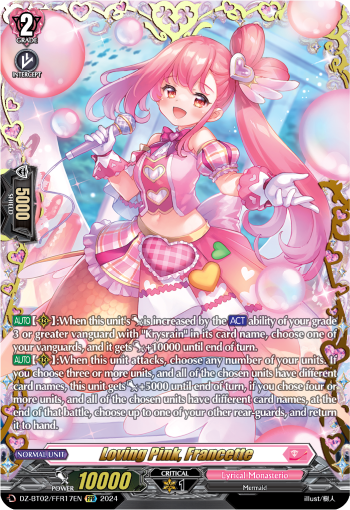 2
GRADE
INTERCEPT
5000
SHIELD
AUTO :When this unit's is increased by the ACT ability of your grade
3 or greater vanguard with "Krysrain" in its card name, choose one of
your vanguards, and it gets +10000 until end of turn.
AUTO :When this unit attacks, choose any number of your units. If
you choose three or more units, and all of the chosen units have different
card names, this unit gets +5000 until end of turn, if you chose four or
more units, and all of the chosen units have different card names, at the
end of that battle, choose up to one of your other rear-guards, and return
it to hand.
NORMAL UNIT
Loving Pink, Francette
POWER 10000
CRITICAL
1
Lyrical Monasterio
Mermaid
DZ-BT02/FFR17EN FFR 2024
illust/樹人